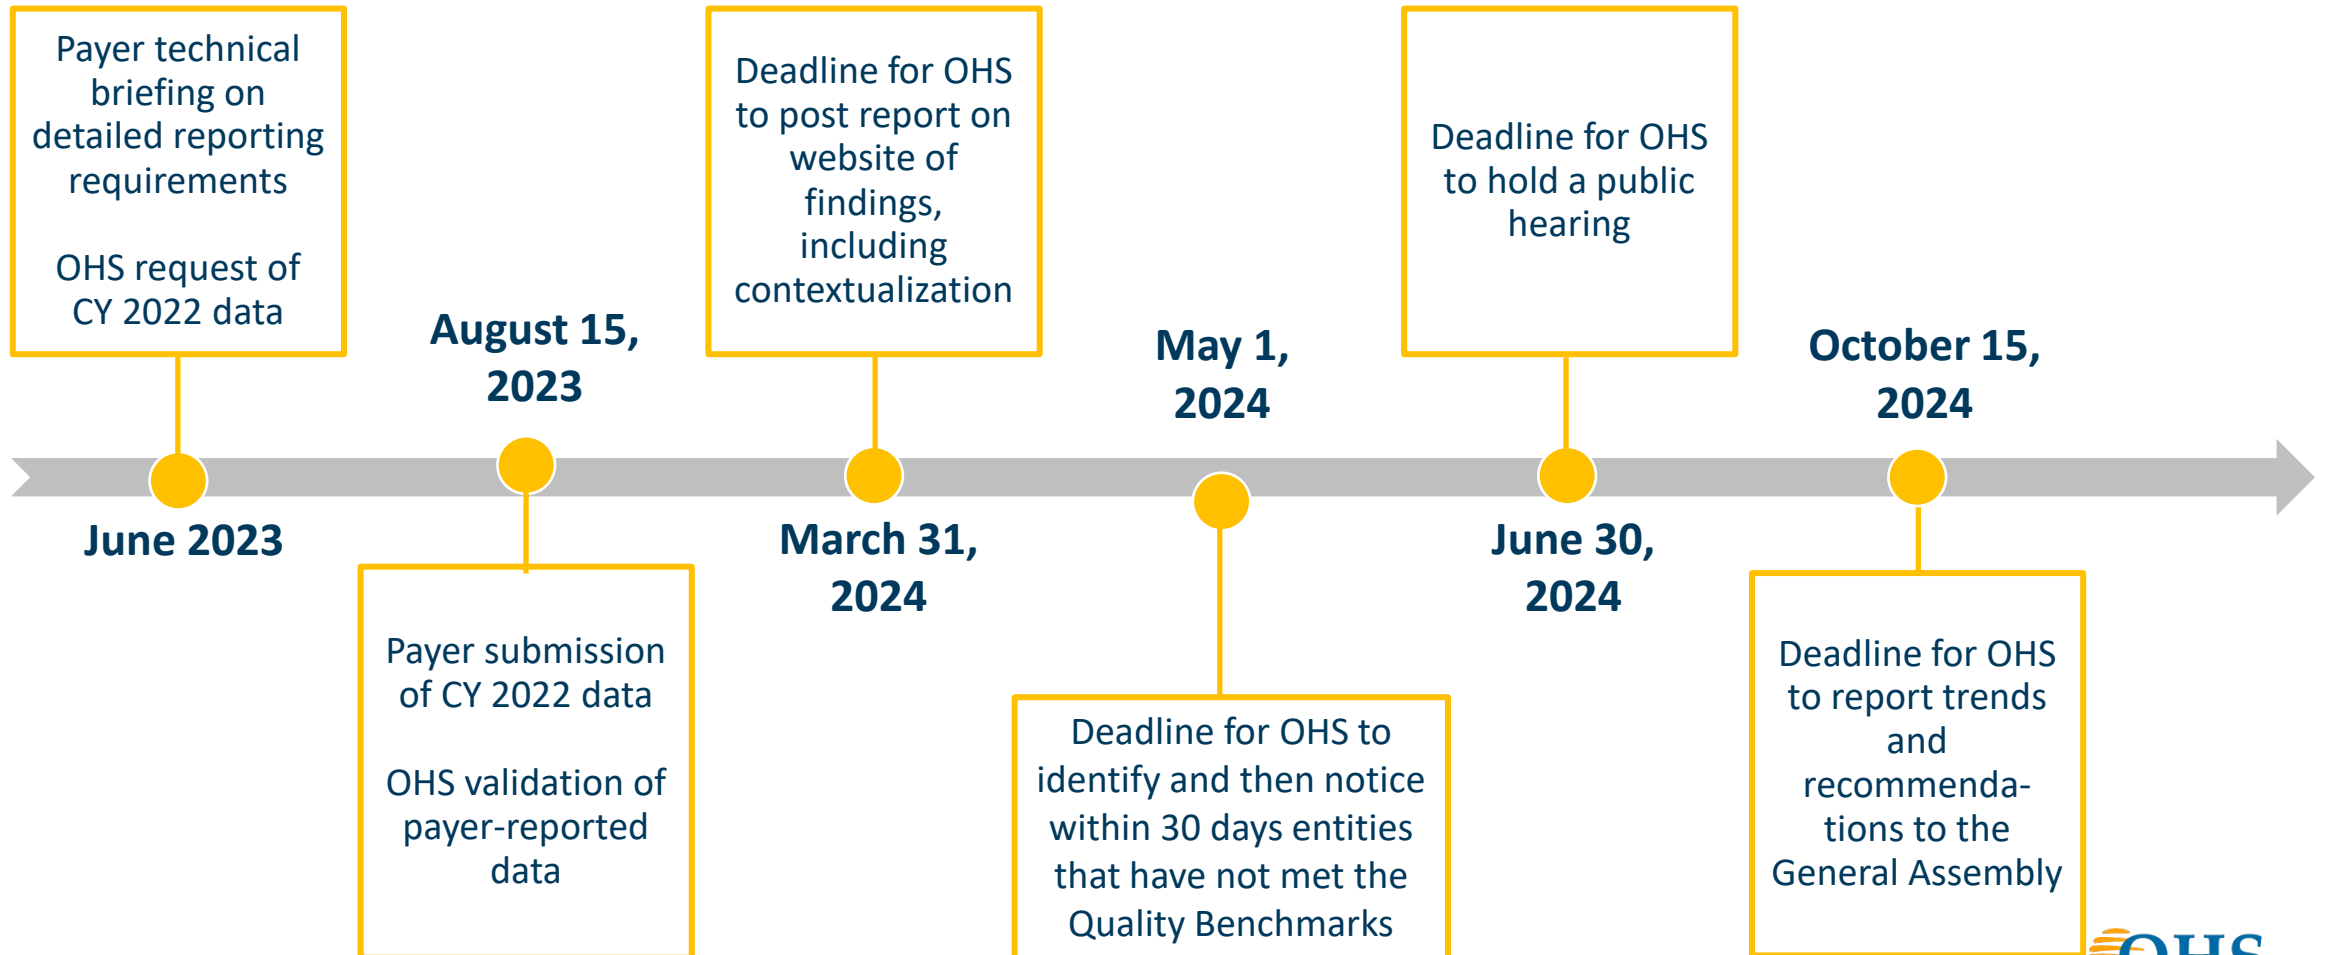 Payer technical
briefing on
detailed reporting
requirements
OHS request of
CY 2022 data
June 2023
August 15,
2023
Payer submission
of CY 2022 data
OHS validation of
payer-reported
data
Deadline for OHS
to post report on
website of
findings,
including
contextualization
March 31,
2024
May 1,
2024
Deadline for OHS to
identify and then notice
within 30 days entities
that have not met the
Quality Benchmarks
Deadline for OHS
to hold a public
hearing
June 30,
2024
October 15,
2024
Deadline for OHS
to report trends
and
recommenda-
tions to the
General Assembly
OHS